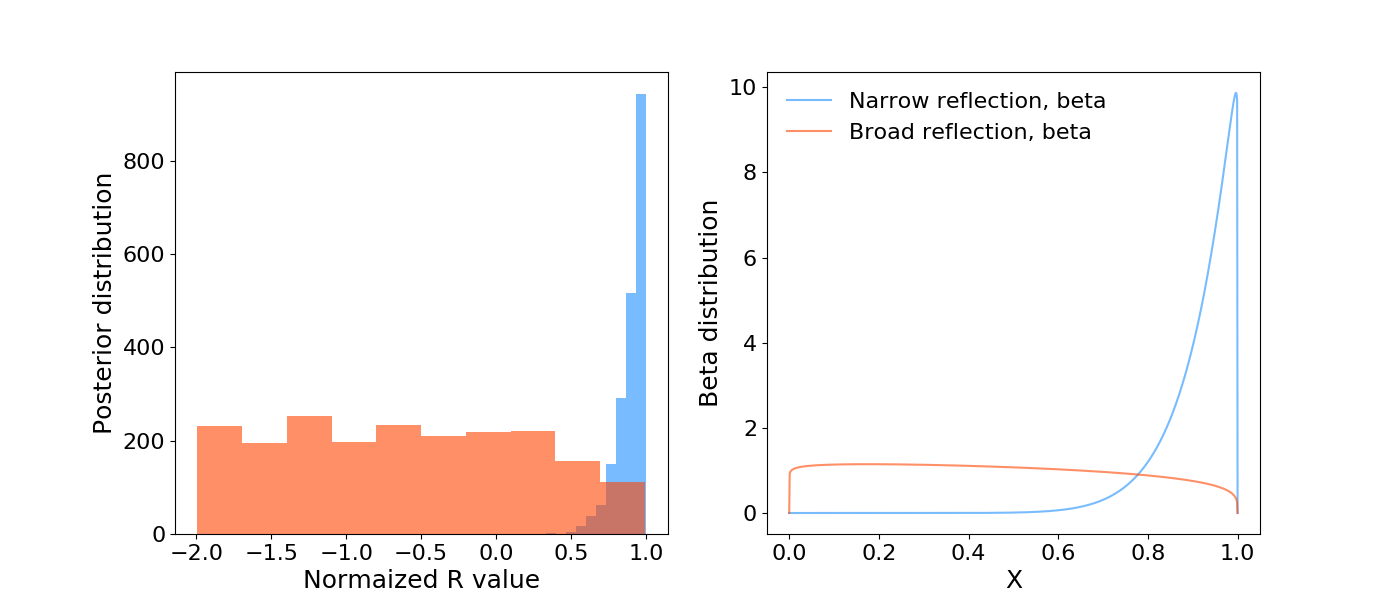 Posterior distribution
800
600
400
200
0
−2.0 −1.5 −1.0 −0.5 0.0 0.5 1.0
Normaized R value
Beta distribution
10
8
6
4
2
0
0.0 0.2 0.4 0.6 0.8 1.0
X
Narrow reflection, beta
Broad reflection, beta